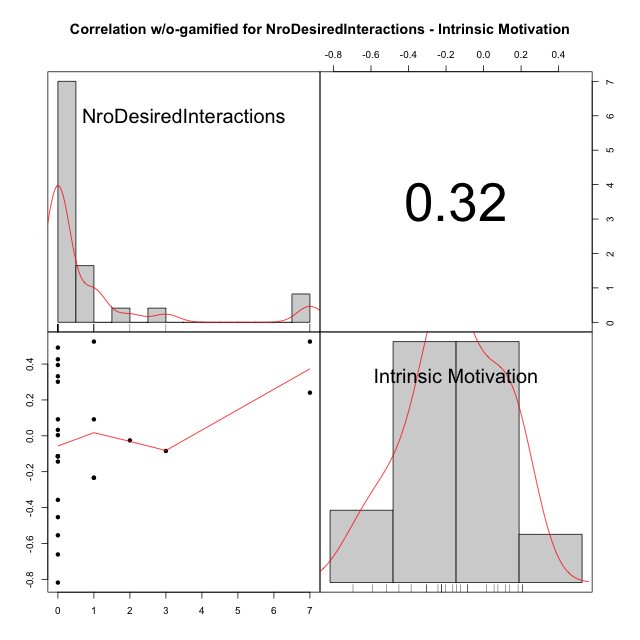 Correlation w/o-gamified for NroDesiredInteractions - Intrinsic Motivation
-0.8 -0.6 -0.4 -0.2 0.0 0.2 0.4
NroDesiredInteractions
0.32
0 1 2 3 4 5 6 7
-0.8 -0.6 -0.4 -0.2 0.0 0.2 0.4
Intrinsic Motivation
0 1 2 3 4 5 6 7